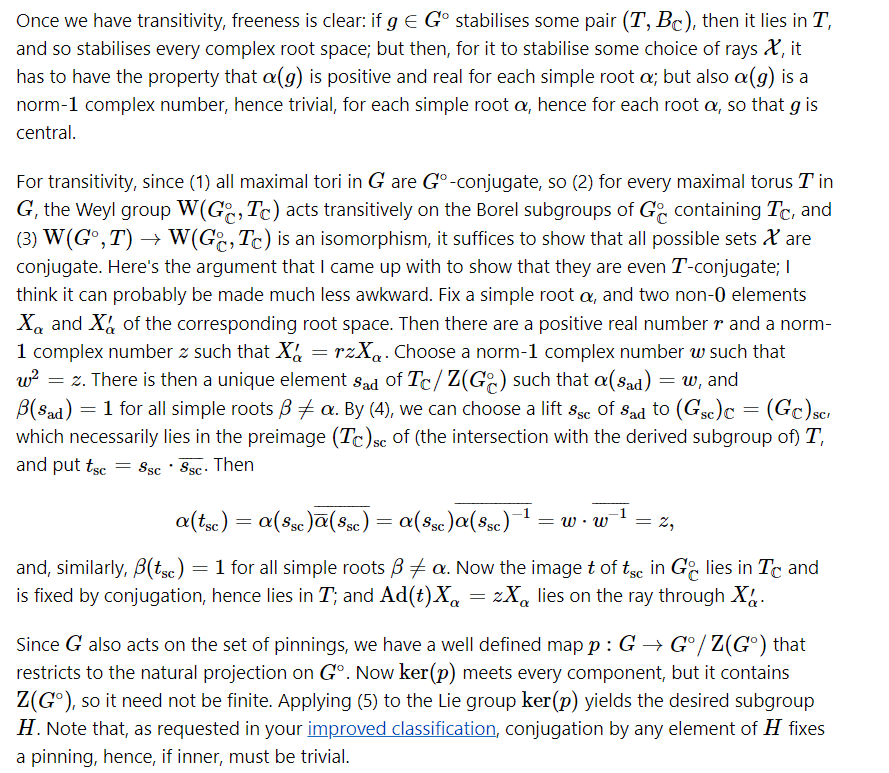 Once we have transitivity, freeness is clear: if g ∈ G° stabilises some pair (T, B_ℂ), then it lies in T,
and so stabilises every complex root space; but then, for it to stabilise some choice of rays 𝒳, it
has to have the property that α(g) is positive and real for each simple root α; but also α(g) is a
norm-1 complex number, hence trivial, for each simple root α, hence for each root α, so that g is
central.
For transitivity, since (1) all maximal tori in G are G°-conjugate, so (2) for every maximal torus T in
G, the Weyl group W(G°_ℂ, T_ℂ) acts transitively on the Borel subgroups of G°_ℂ containing T_ℂ, and
(3) W(G°, T) → W(G°_ℂ, T_ℂ) is an isomorphism, it suffices to show that all possible sets 𝒳 are
conjugate. Here's the argument that I came up with to show that they are even T-conjugate; I
think it can probably be made much less awkward. Fix a simple root α, and two non-0 elements
X_α and X'_α of the corresponding root space. Then there are a positive real number r and a norm-
1 complex number z such that X'_α = rzX_α. Choose a norm-1 complex number w such that
w² = z. There is then a unique element s_ad of T_ℂ/Z(G°_ℂ) such that α(s_ad) = w, and
β(s_ad) = 1 for all simple roots β ≠ α. By (4), we can choose a lift s_sc of s_ad to (G_sc)_ℂ = (G_ℂ)_sc,
which necessarily lies in the preimage (T_ℂ)_sc of (the intersection with the derived subgroup of) T,
and put t_sc = s_sc · \overline{s_sc}. Then
α(t_sc) = α(s_sc)\overline{\overline{α}(s_sc)} = α(s_sc)\overline{α(s_sc)^{-1}} = w · \overline{w^{-1}} = z,
and, similarly, β(t_sc) = 1 for all simple roots β ≠ α. Now the image t of t_sc in G°_ℂ lies in T_ℂ and
is fixed by conjugation, hence lies in T; and Ad(t)X_α = zX_α lies on the ray through X'_α.
Since G also acts on the set of pinnings, we have a well defined map p : G → G°/Z(G°) that
restricts to the natural projection on G°. Now ker(p) meets every component, but it contains
Z(G°), so it need not be finite. Applying (5) to the Lie group ker(p) yields the desired subgroup
H. Note that, as requested in your improved classification, conjugation by any element of H fixes
a pinning, hence, if inner, must be trivial.